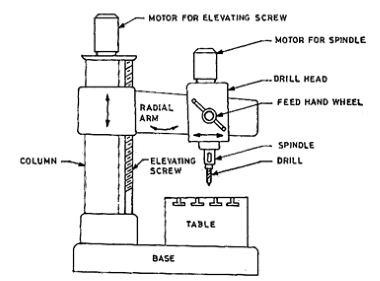 MOTOR FOR ELEVATING SCREW
MOTOR FOR SPINDLE
DRILL HEAD
FEED HAND WHEEL
RADIAL
ARM
SPINDLE
DRILL
COLUMN
ELEVATING
SCREW
TABLE
BASE